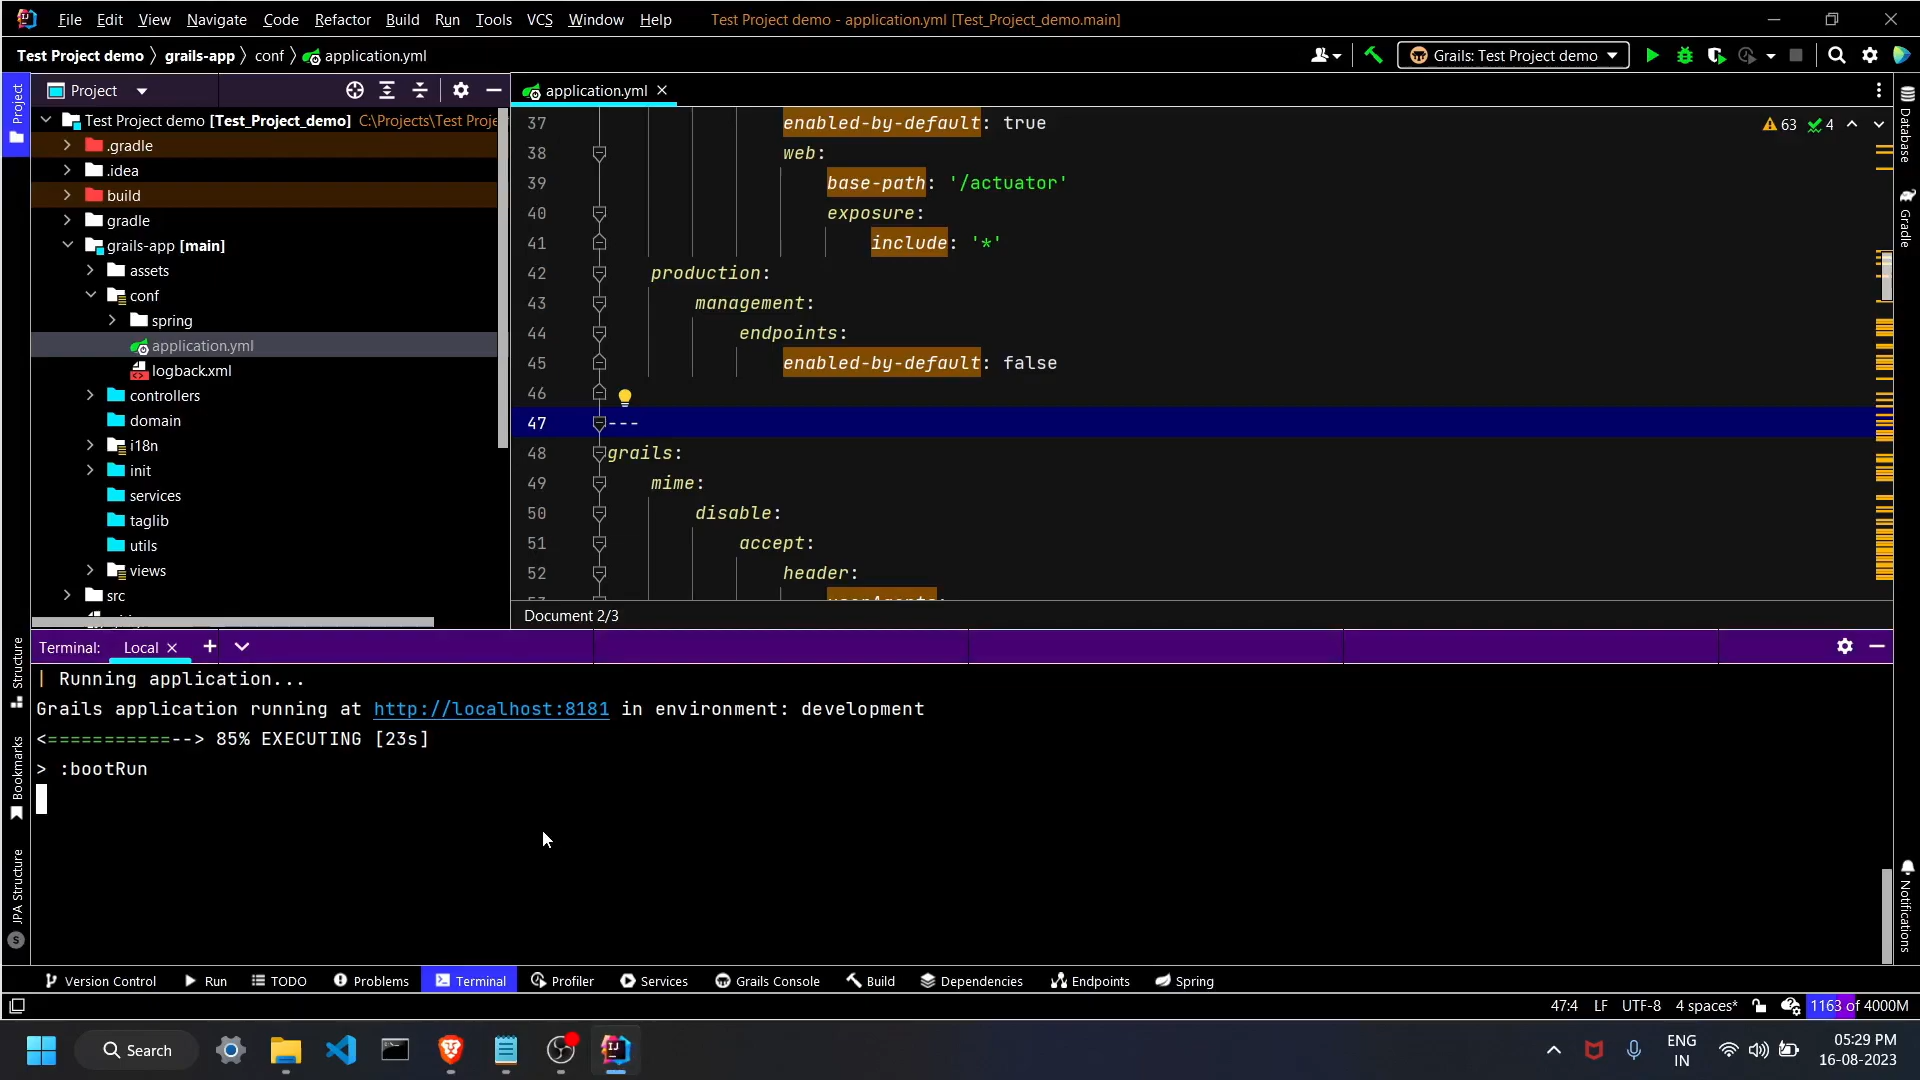 File Edit View Navigate Code Refactor Build Run Tools VCS Window Help Test Project demo - application.yml [Test_Project_demo.main]
Test Project demo grails-app conf application.yml Grails: Test Project demo
Project
Project
Test Project demo [Test_Project_demo] C:\Projects\Test Proje
.gradle
.idea
build
gradle
grails-app [main]
assets
conf
spring
application.yml
logback.xml
controllers
domain
i18n
init
services
taglib
utils
views
src
application.yml
63 4
37 enabled-by-default: true
38 web:
39 base-path: '/actuator'
40 exposure:
41 include: '*'
42 production:
43 management:
44 endpoints:
45 enabled-by-default: false
46
47 ---
48 grails:
49 mime:
50 disable:
51 accept:
52 header:
Document 2/3
Database
Gradle
Notifications
Structure
Bookmarks
JPA Structure
Terminal: Local
| Running application...
Grails application running at http://localhost:8181 in environment: development
<===========--> 85% EXECUTING [23s]
> :bootRun
Version Control Run TODO Problems Terminal Profiler Services Grails Console Build Dependencies Endpoints Spring
47:4 LF UTF-8 4 spaces* 1163 of 4000M
Search
ENG
IN
05:29 PM
16-08-2023